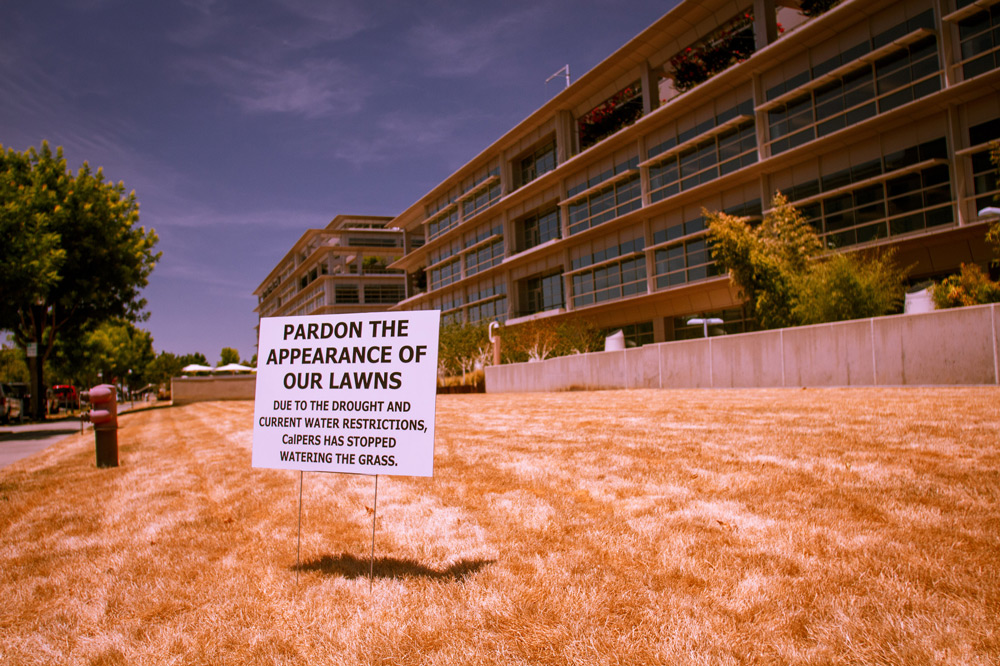 PARDON THE
APPEARANCE OF
OUR LAWNS
DUE TO THE DROUGHT AND
CURRENT WATER RESTRICTIONS,
CalPERS HAS STOPPED
WATERING THE GRASS.